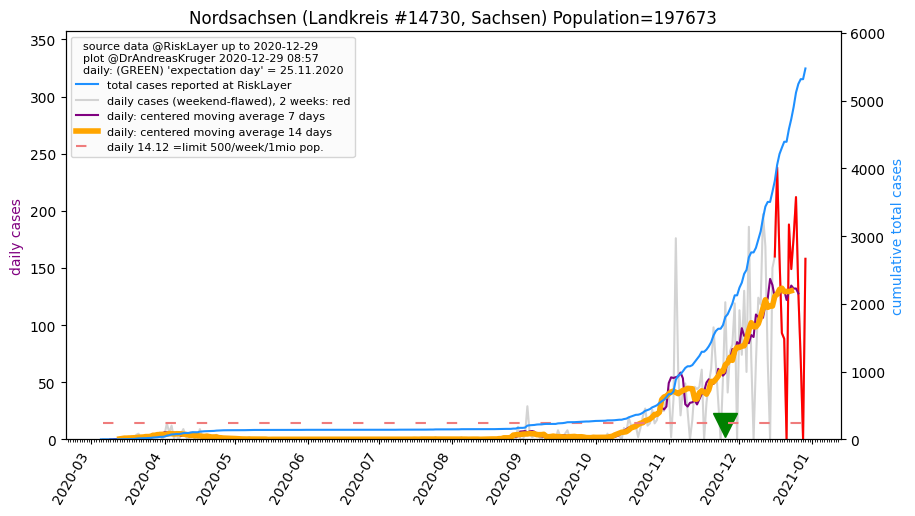 Nordsachsen (Landkreis #14730, Sachsen) Population=197673
source data @RiskLayer up to 2020-12-29
plot @DrAndreasKruger 2020-12-29 08:57
daily: (GREEN) 'expectation day' = 25.11.2020
total cases reported at RiskLayer
daily cases (weekend-flawed), 2 weeks: red
daily: centered moving average 7 days
daily: centered moving average 14 days
daily 14.12 =limit 500/week/1mio pop.
daily cases
350
300
250
200
150
100
50
0
cumulative total cases
6000
5000
4000
3000
2000
1000
0
2020-03
2020-04
2020-05
2020-06
2020-07
2020-08
2020-09
2020-10
2020-11
2020-12
2021-01